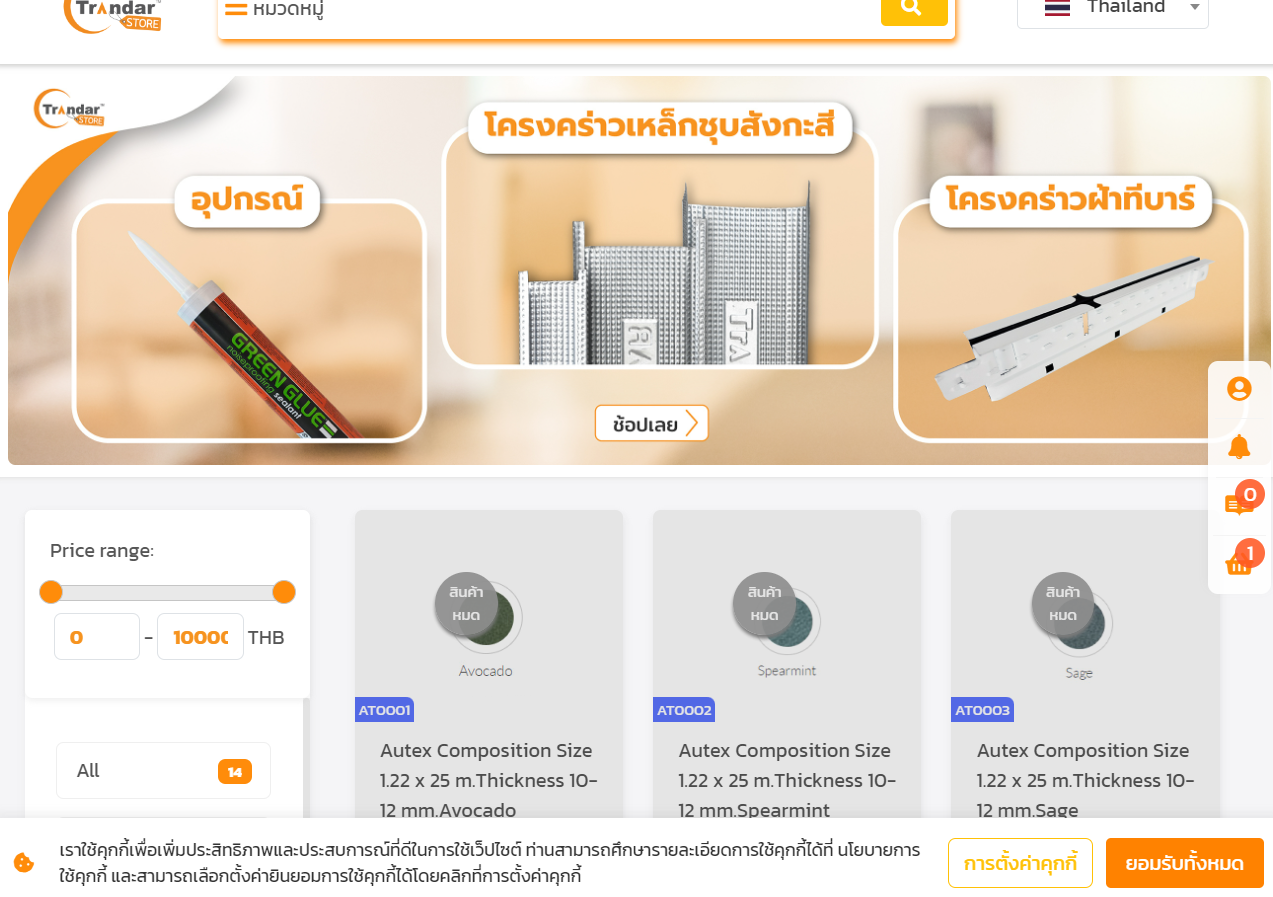 Trandar
STORE
หมวดหมู่
Thailand
Trandar
STORE
โครงคร่าวเหล็กชุบสังกะสี
อุปกรณ์
โครงคร่าวฝ้าทีบาร์
GREEN GLUE
noiseproofing sealant
ช้อปเลย
0
1
Price range:
0 - 10000 THB
All 14
สินค้า
หมด
Avocado
AT0001
Autex Composition Size
1.22 x 25 m.Thickness 10-
12 mm.Avocado
สินค้า
หมด
Spearmint
AT0002
Autex Composition Size
1.22 x 25 m.Thickness 10-
12 mm.Spearmint
สินค้า
หมด
Sage
AT0003
Autex Composition Size
1.22 x 25 m.Thickness 10-
12 mm.Sage
เราใช้คุกกี้เพื่อเพิ่มประสิทธิภาพและประสบการณ์ที่ดีในการใช้เว็ปไซต์ ท่านสามารถศึกษารายละเอียดการใช้คุกกี้ได้ที่ นโยบายการ
ใช้คุกกี้ และสามารถเลือกตั้งค่ายินยอมการใช้คุกกี้ได้โดยคลิกที่การตั้งค่าคุกกี้
การตั้งค่าคุกกี้
ยอมรับทั้งหมด